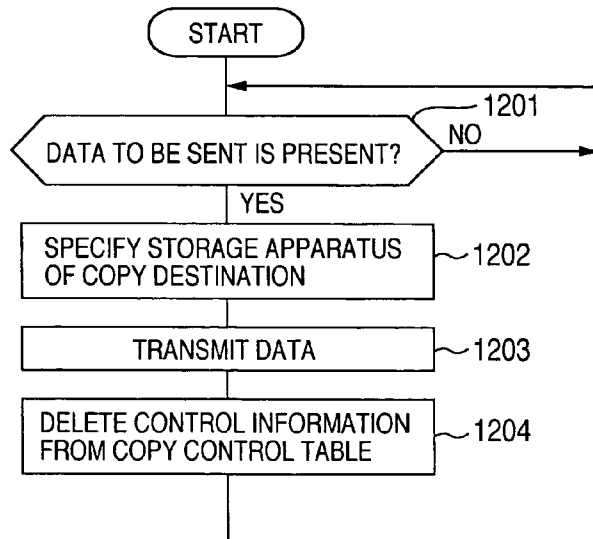 START
1201
DATA TO BE SENT IS PRESENT?
NO
YES
SPECIFY STORAGE APPARATUS
OF COPY DESTINATION
1202
TRANSMIT DATA
1203
DELETE CONTROL INFORMATION
FROM COPY CONTROL TABLE
1204